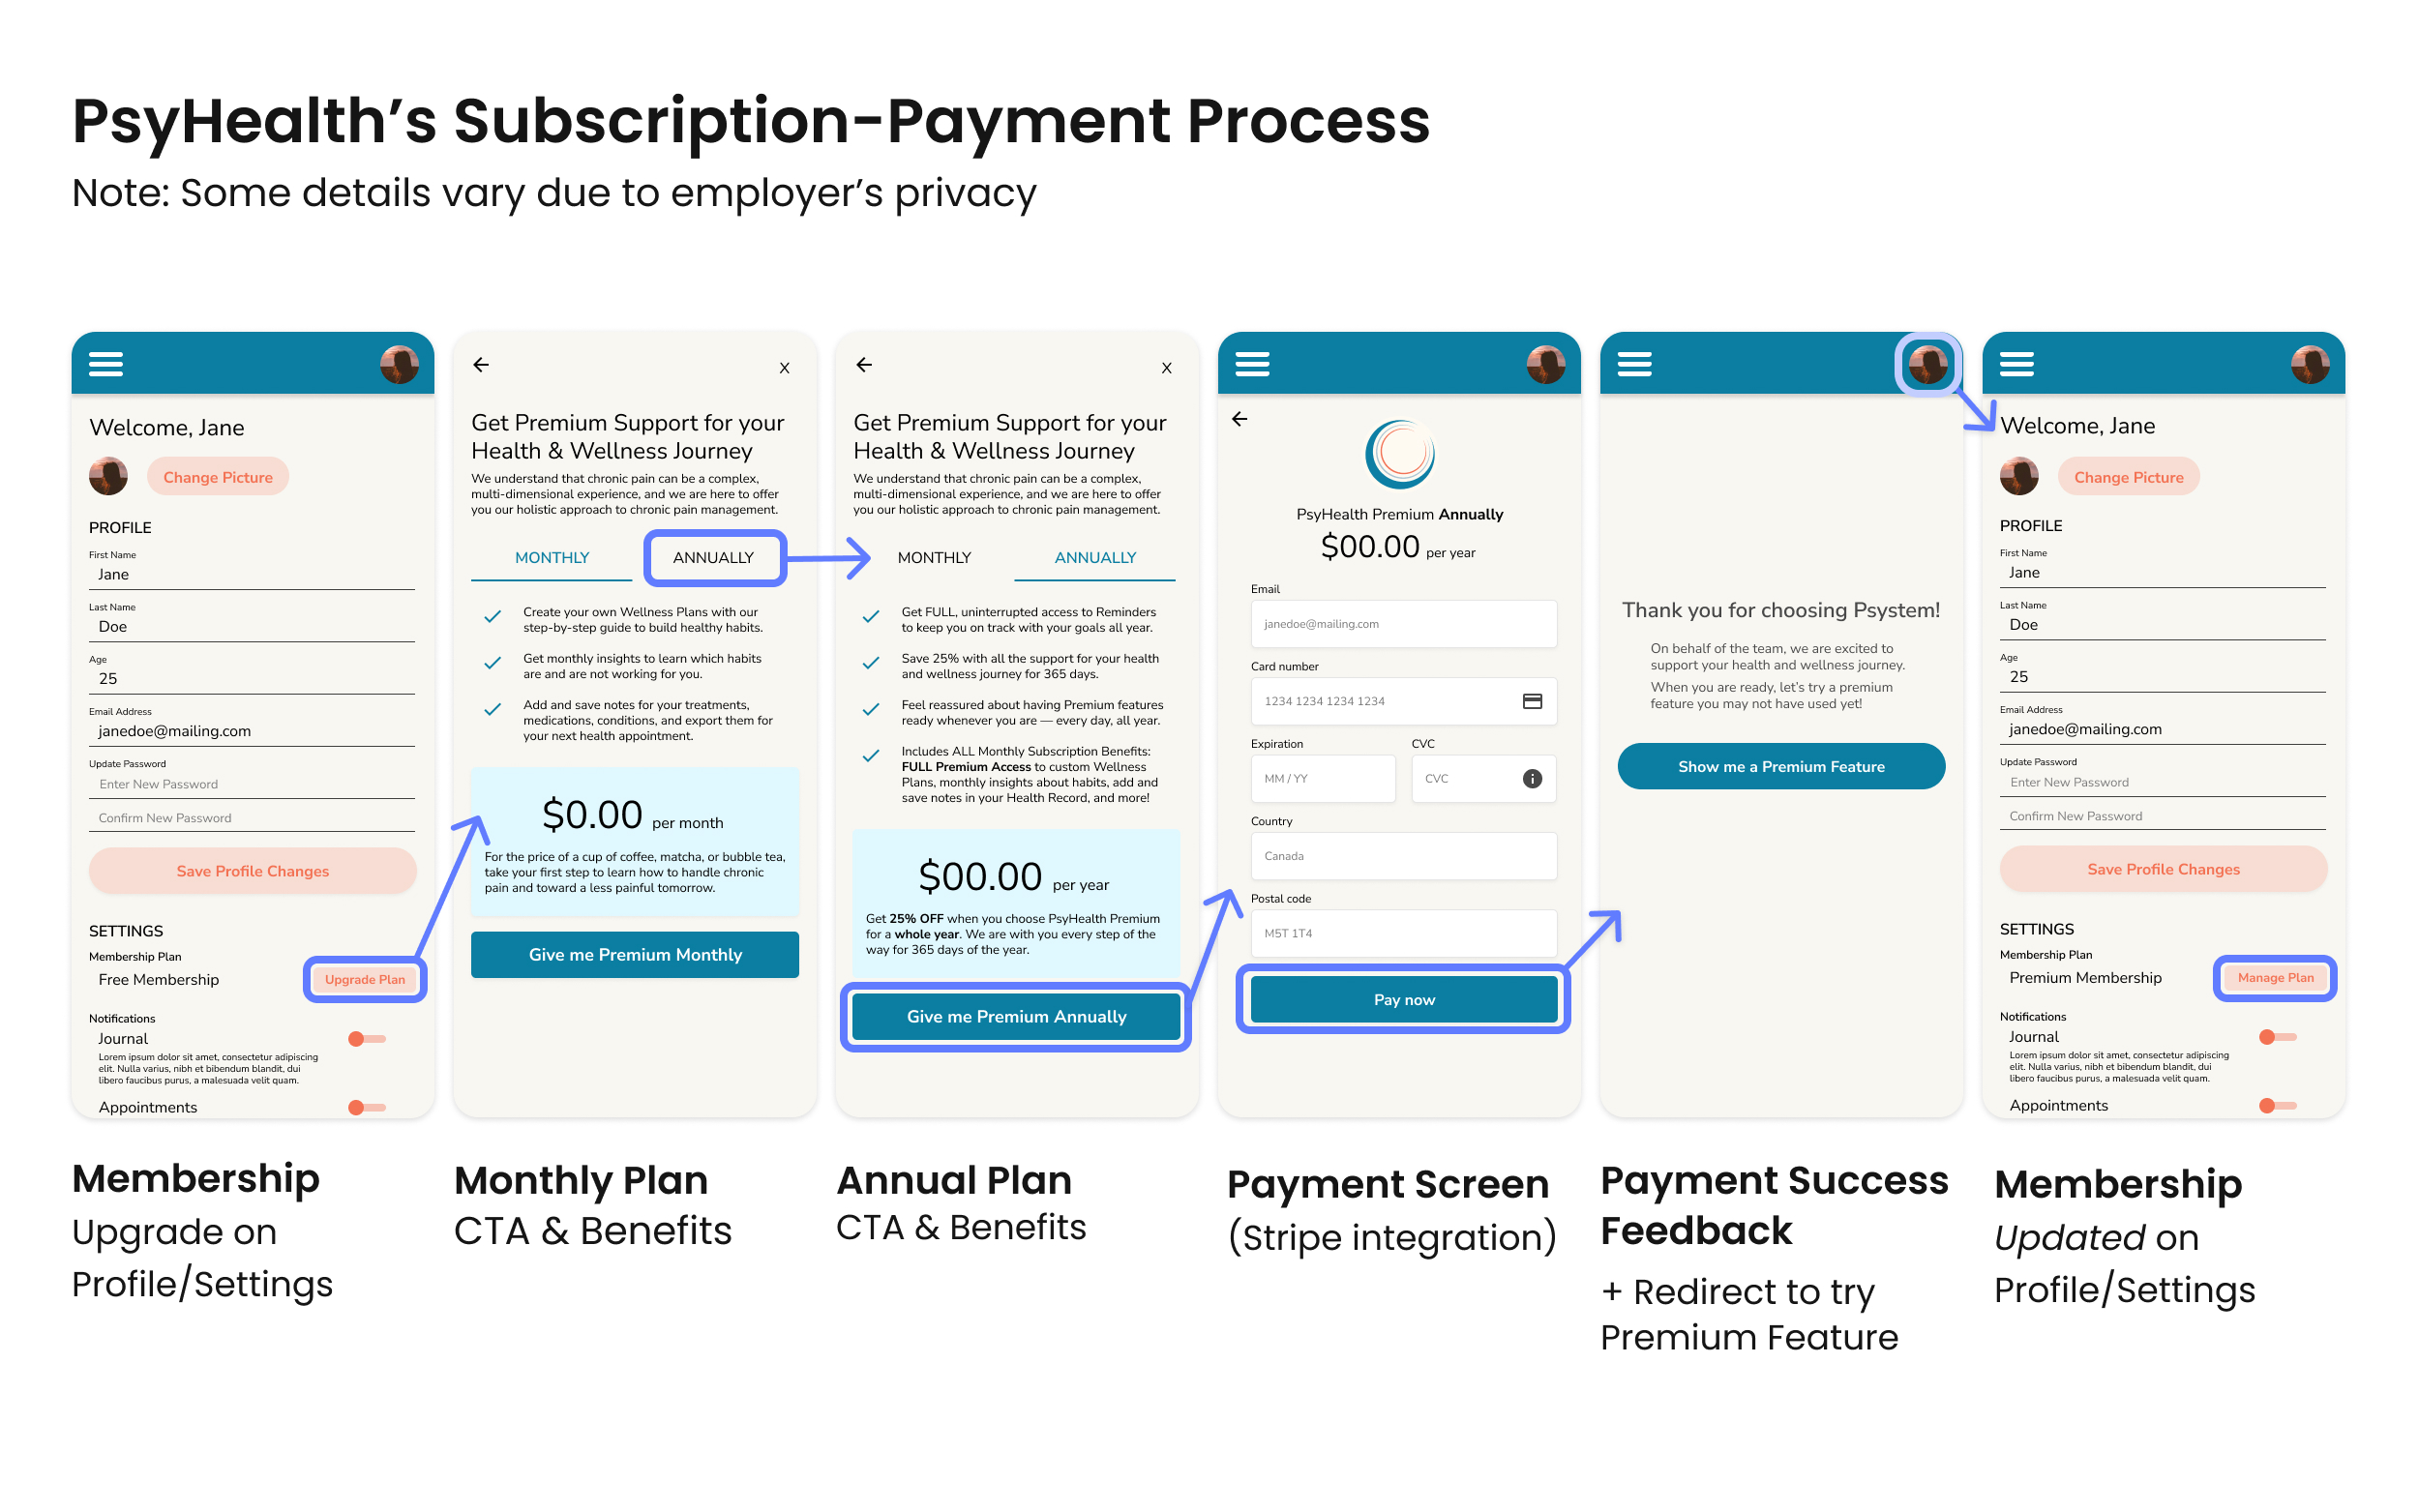 PsyHealth’s Subscription-Payment Process
Note: Some details vary due to employer’s privacy
Welcome, Jane
Change Picture
PROFILE
First Name
Jane
Last Name
Doe
Age
25
Email Address
janedoe@mailing.com
Update Password
Enter New Password
Confirm New Password
Save Profile Changes
SETTINGS
Membership Plan
Free Membership
Upgrade Plan
Notifications
Journal
Lorem ipsum dolor sit amet, consectetur adipiscing
elit. Nulla varius, nibh et bibendum blandit, dui
libero faucibus purus, a malesuada velit quam.
Appointments
Membership
Upgrade on
Profile/Settings
X
Get Premium Support for your
Health & Wellness Journey
We understand that chronic pain can be a complex,
multi-dimensional experience, and we are here to offer
you our holistic approach to chronic pain management.
MONTHLY
ANNUALLY
Create your own Wellness Plans with our
step-by-step guide to build healthy habits.
Get monthly insights to learn which habits
are and are not working for you.
Add and save notes for your treatments,
medications, conditions, and export them for
your next health appointment.
$0.00 per month
For the price of a cup of coffee, matcha, or bubble tea,
take your first step to learn how to handle chronic
pain and toward a less painful tomorrow.
Give me Premium Monthly
Monthly Plan
CTA & Benefits
X
Get Premium Support for your
Health & Wellness Journey
We understand that chronic pain can be a complex,
multi-dimensional experience, and we are here to offer
you our holistic approach to chronic pain management.
MONTHLY
ANNUALLY
Get FULL, uninterrupted access to Reminders
to keep you on track with your goals all year.
Save 25% with all the support for your health
and wellness journey for 365 days.
Feel reassured about having Premium features
ready whenever you are — every day, all year.
Includes ALL Monthly Subscription Benefits:
FULL Premium Access to custom Wellness
Plans, monthly insights about habits, add and
save notes in your Health Record, and more!
$00.00 per year
Get 25% OFF when you choose PsyHealth Premium
for a whole year. We are with you every step of the
way for 365 days of the year.
Give me Premium Annually
Annual Plan
CTA & Benefits
PsyHealth Premium Annually
$00.00 per year
Email
janedoe@mailing.com
Card number
1234 1234 1234 1234
Expiration
MM / YY
CVC
CVC
Country
Canada
Postal code
M5T 1T4
Pay now
Payment Screen
(Stripe integration)
Thank you for choosing Psystem!
On behalf of the team, we are excited to
support your health and wellness journey.
When you are ready, let’s try a premium
feature you may not have used yet!
Show me a Premium Feature
Payment Success
Feedback
+ Redirect to try
Premium Feature
Welcome, Jane
Change Picture
PROFILE
First Name
Jane
Last Name
Doe
Age
25
Email Address
janedoe@mailing.com
Update Password
Enter New Password
Confirm New Password
Save Profile Changes
SETTINGS
Membership Plan
Premium Membership
Manage Plan
Notifications
Journal
Lorem ipsum dolor sit amet, consectetur adipiscing
elit. Nulla varius, nibh et bibendum blandit, dui
libero faucibus purus, a malesuada velit quam.
Appointments
Membership
Updated on
Profile/Settings